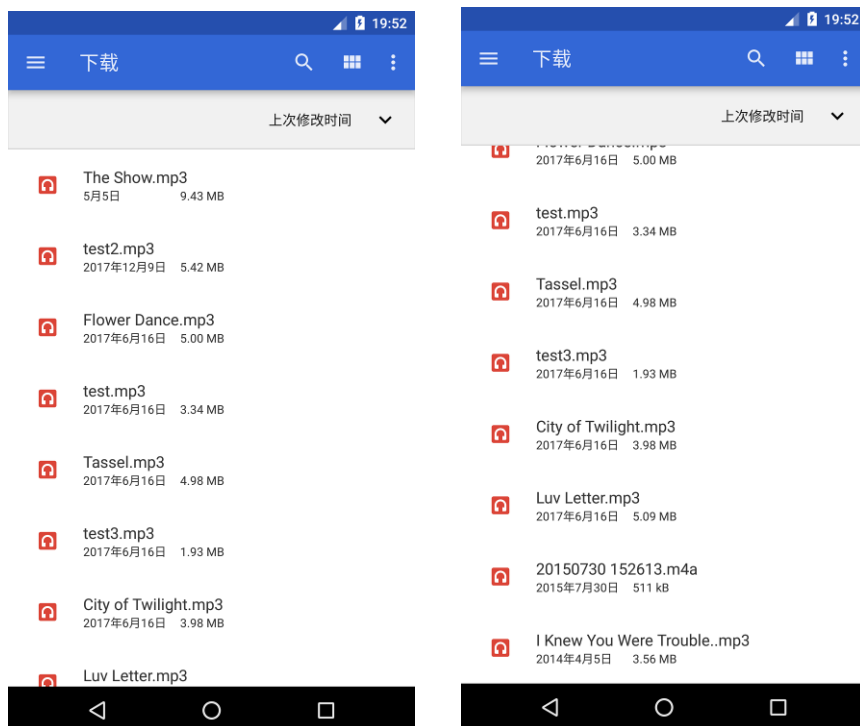 19:52
下载
上次修改时间
The Show.mp3
5月5日 9.43 MB
test2.mp3
2017年12月9日 5.42 MB
Flower Dance.mp3
2017年6月16日 5.00 MB
test.mp3
2017年6月16日 3.34 MB
Tassel.mp3
2017年6月16日 4.98 MB
test3.mp3
2017年6月16日 1.93 MB
City of Twilight.mp3
2017年6月16日 3.98 MB
Luv Letter.mp3
19:52
下载
上次修改时间
Flower Dance.mp3
2017年6月16日 5.00 MB
test.mp3
2017年6月16日 3.34 MB
Tassel.mp3
2017年6月16日 4.98 MB
test3.mp3
2017年6月16日 1.93 MB
City of Twilight.mp3
2017年6月16日 3.98 MB
Luv Letter.mp3
2017年6月16日 5.09 MB
20150730 152613.m4a
2015年7月30日 511 kB
I Knew You Were Trouble..mp3
2014年4月5日 3.56 MB